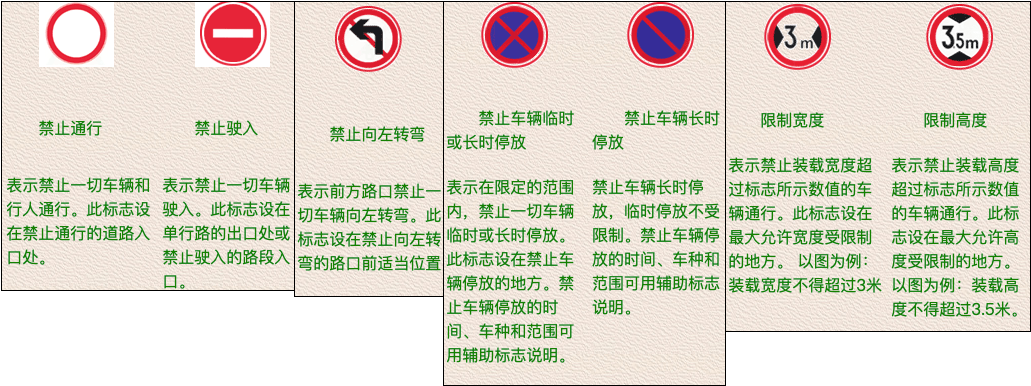 禁止通行
表示禁止一切车辆和
行人通行。此标志设
在禁止通行的道路入
口处。
禁止驶入
表示禁止一切车辆
驶入。此标志设在
单行路的出口处或
禁止驶入的路段入
口。
禁止向左转弯
表示前方路口禁止一
切车辆向左转弯。此
标志设在禁止向左转
弯的路口前适当位置
禁止车辆临时
或长时停放
表示在限定的范围
内，禁止一切车辆
临时或长时停放。
此标志设在禁止车
辆停放的地方。禁
止车辆停放的时
间、车种和范围可
用辅助标志说明。
禁止车辆长时
停放
禁止车辆长时停
放，临时停放不受
限制。禁止车辆停
放的时间、车种和
范围可用辅助标志
说明。
3m
限制宽度
表示禁止装载宽度超
过标志所示数值的车
辆通行。此标志设在
最大允许宽度受限制
的地方。 以图为例：
装载宽度不得超过3米
3.5m
限制高度
表示禁止装载高度
超过标志所示数值
的车辆通行。此标
志设在最大允许高
度受限制的地方。
以图为例：装载高
度不得超过3.5米。